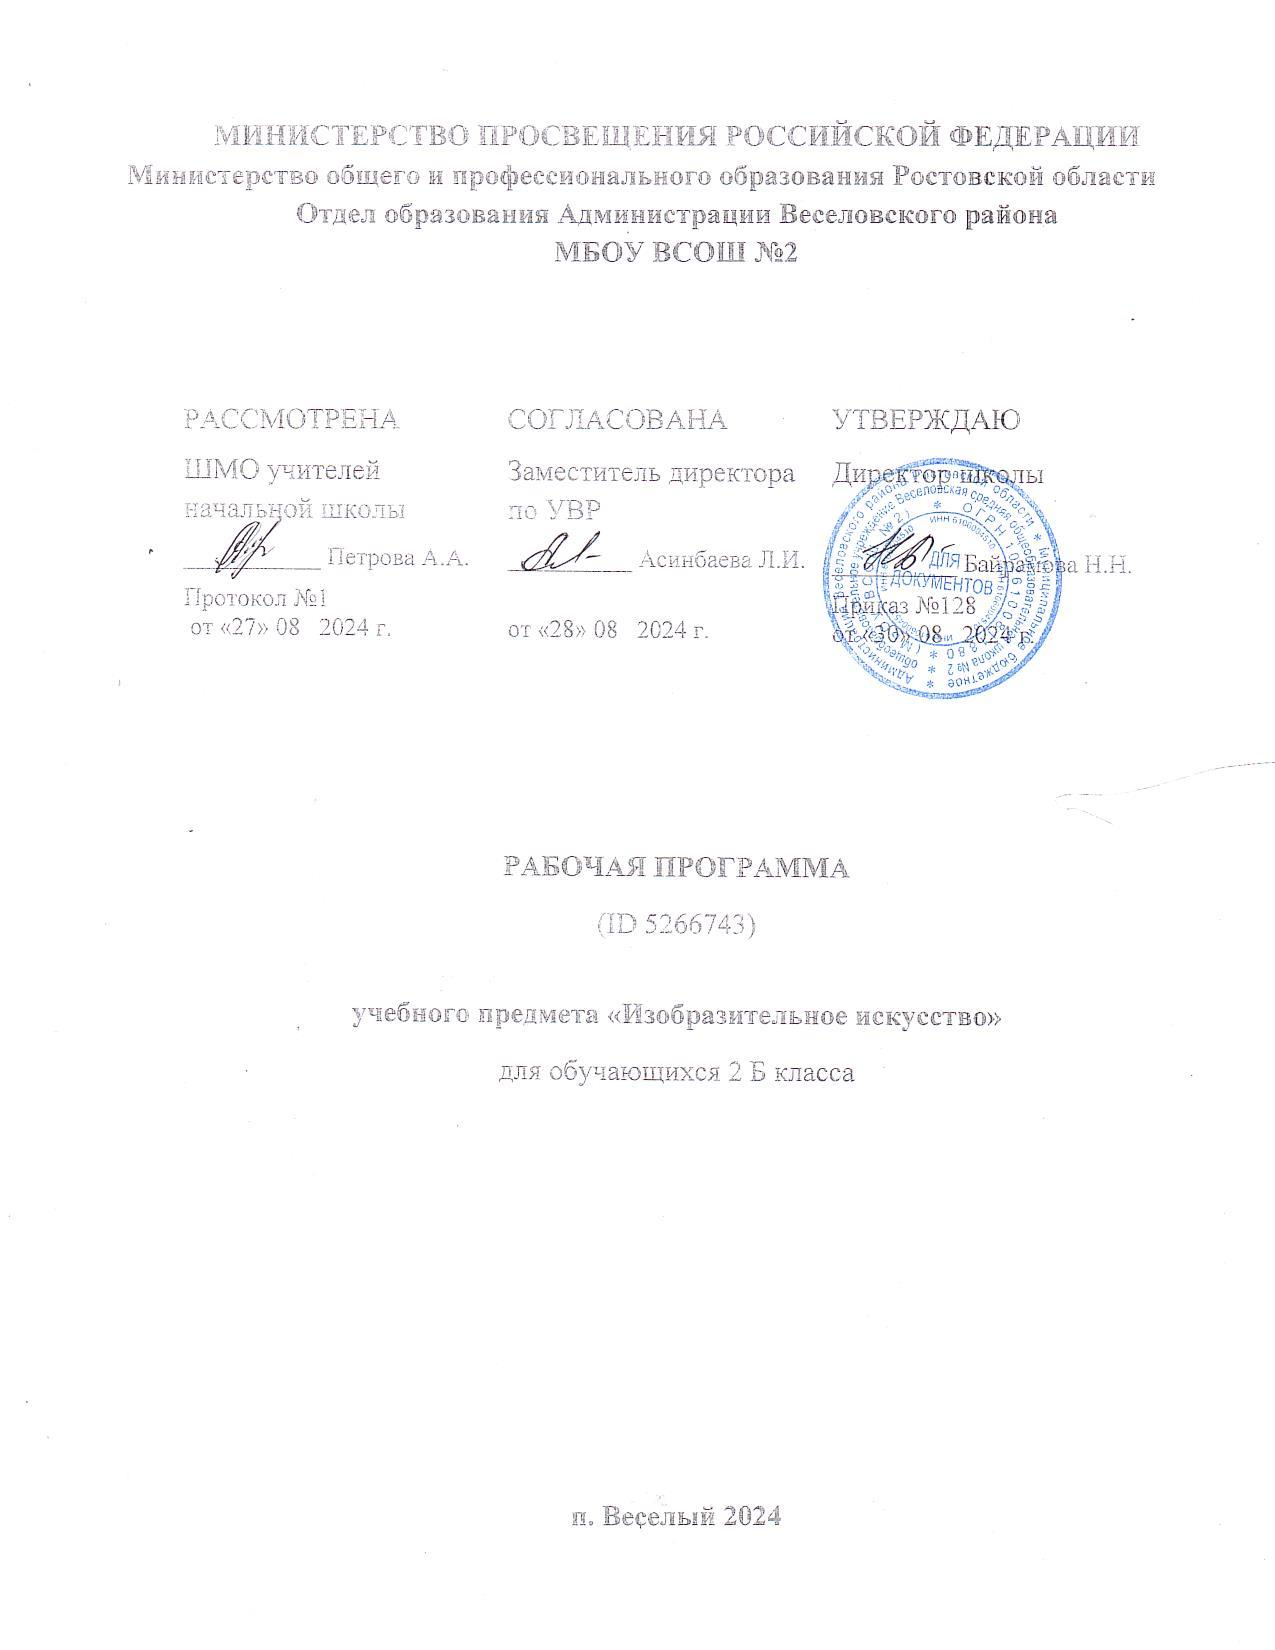 МИНИСТЕРСТВО ПРОСВЕЩЕНИЯ РОССИЙСКОЙ ФЕДЕРАЦИИ
Министерство общего и профессионального образования Ростовской области
Отдел образования Администрации Веселовского района
МБОУ ВСОШ №2
РАССМОТРЕНА
ШМО учителей
начальной школы
Петрова А.А.
Протокол №1
от «27» 08 2024 г.
СОГЛАСОВАНА
Заместитель директора
по УВР
Асинбаева Л.И.
от «28» 08 2024 г.
УТВЕРЖДАЮ
Директор школы
Байрамова Н.Н.
Приказ №128
от «30» 08 2024 г.
ДЛЯ
ДОКУМЕНТОВ
РАБОЧАЯ ПРОГРАММА
(ID 5266743)
учебного предмета «Изобразительное искусство»
для обучающихся 2 Б класса
п. Веселый 2024